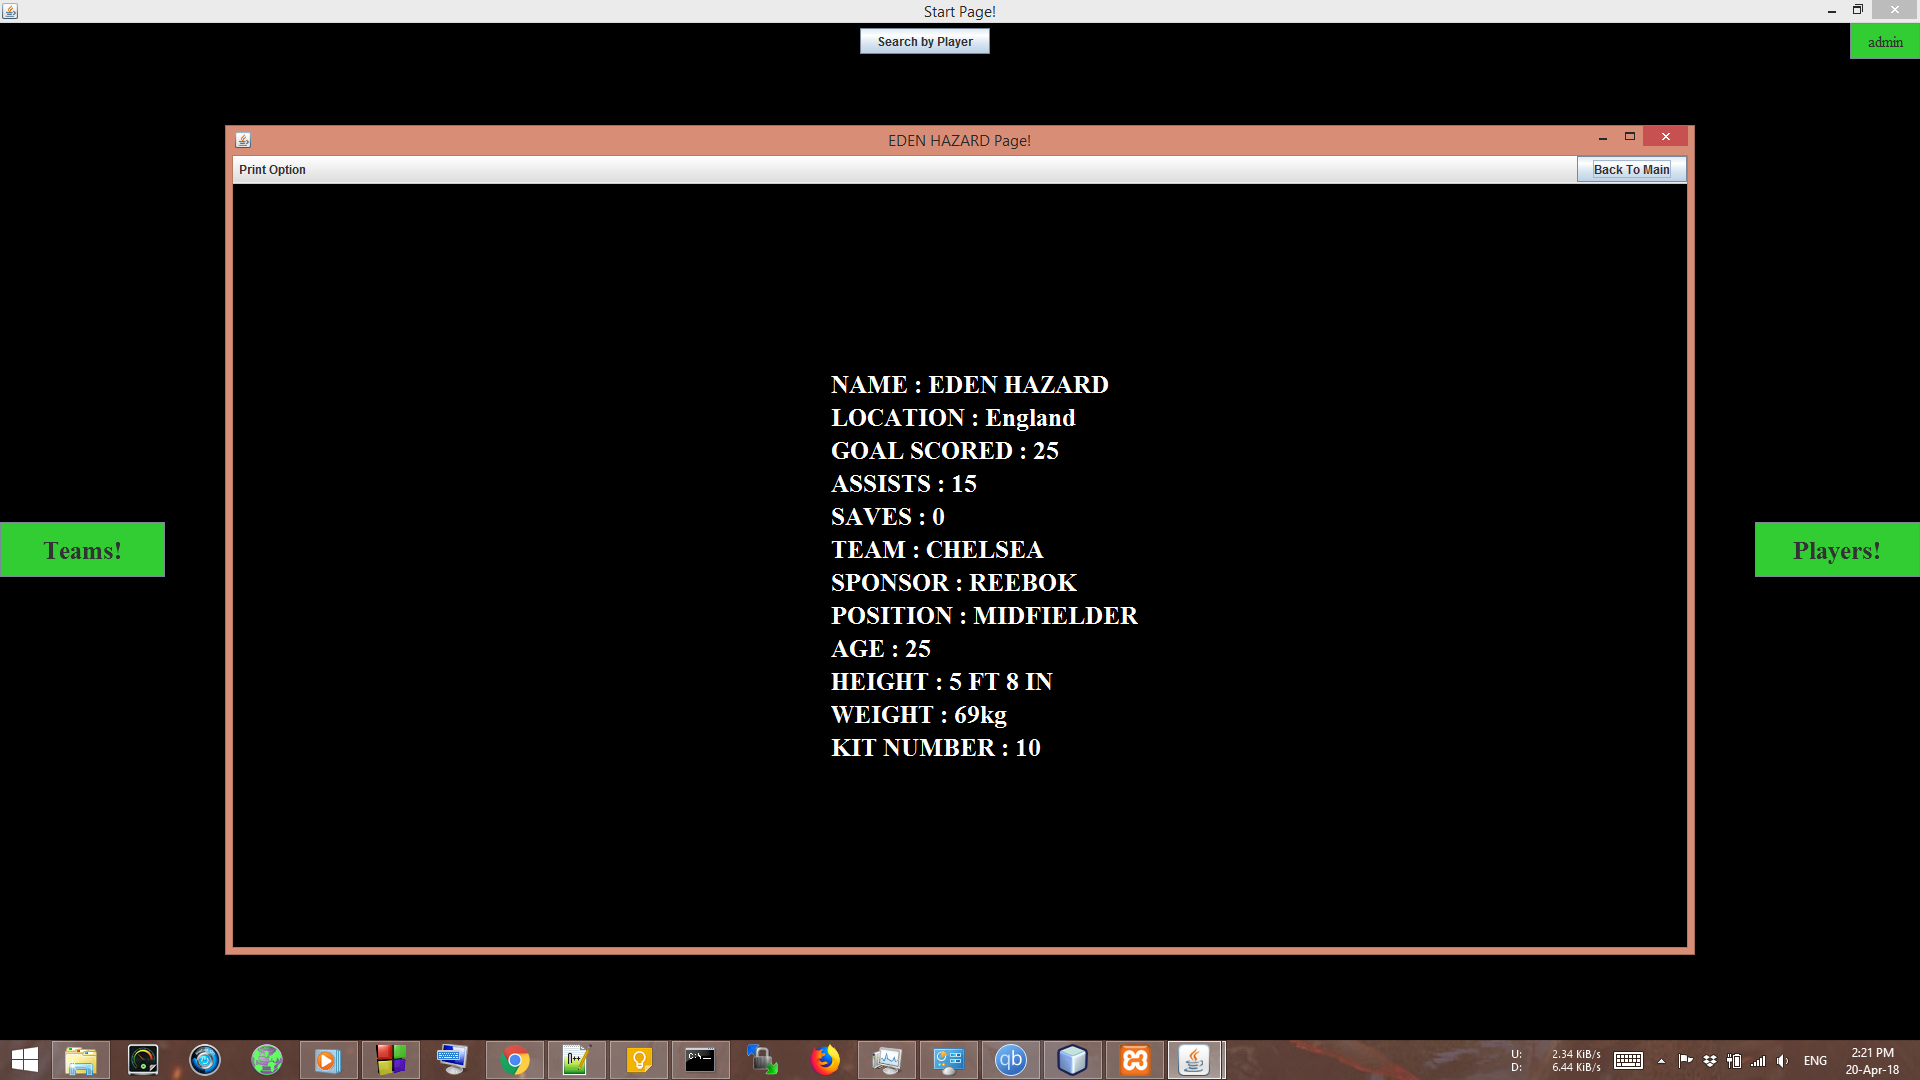 Start Page!
Search by Player
admin
EDEN HAZARD Page!
Print Option
Back To Main
NAME : EDEN HAZARD
LOCATION : England
GOAL SCORED : 25
ASSISTS : 15
SAVES : 0
TEAM : CHELSEA
SPONSOR : REEBOK
POSITION : MIDFIELDER
AGE : 25
HEIGHT : 5 FT 8 IN
WEIGHT : 69kg
KIT NUMBER : 10
Teams!
Players!
C:\_
qb
U: 2.34 KiB/s
D: 6.44 KiB/s
ENG
2:21 PM
20-Apr-18